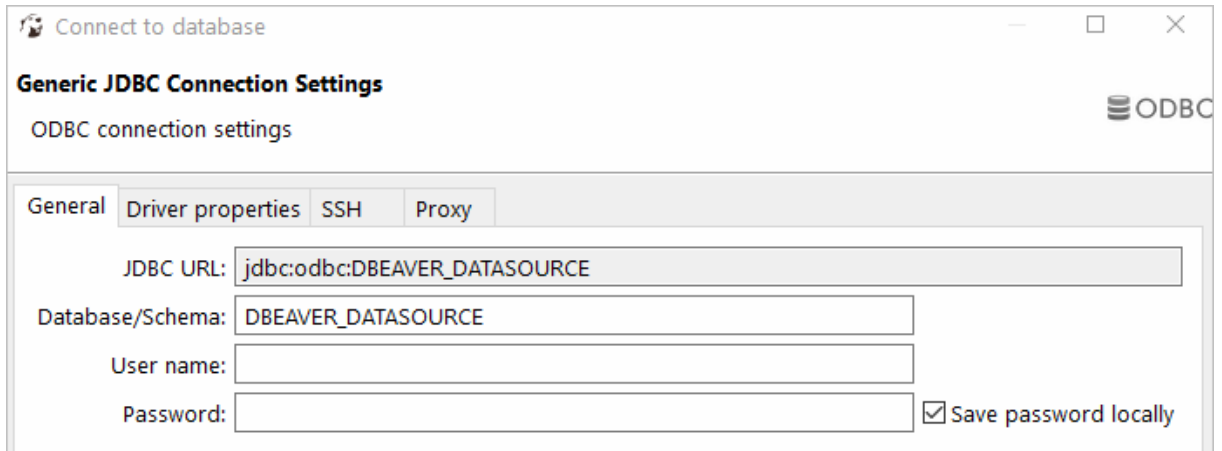 Connect to database
Generic JDBC Connection Settings
ODBC connection settings
ODBC
General Driver properties SSH Proxy
JDBC URL: jdbc:odbc:DBEAVER_DATASOURCE
Database/Schema: DBEAVER_DATASOURCE
User name:
Password: Save password locally